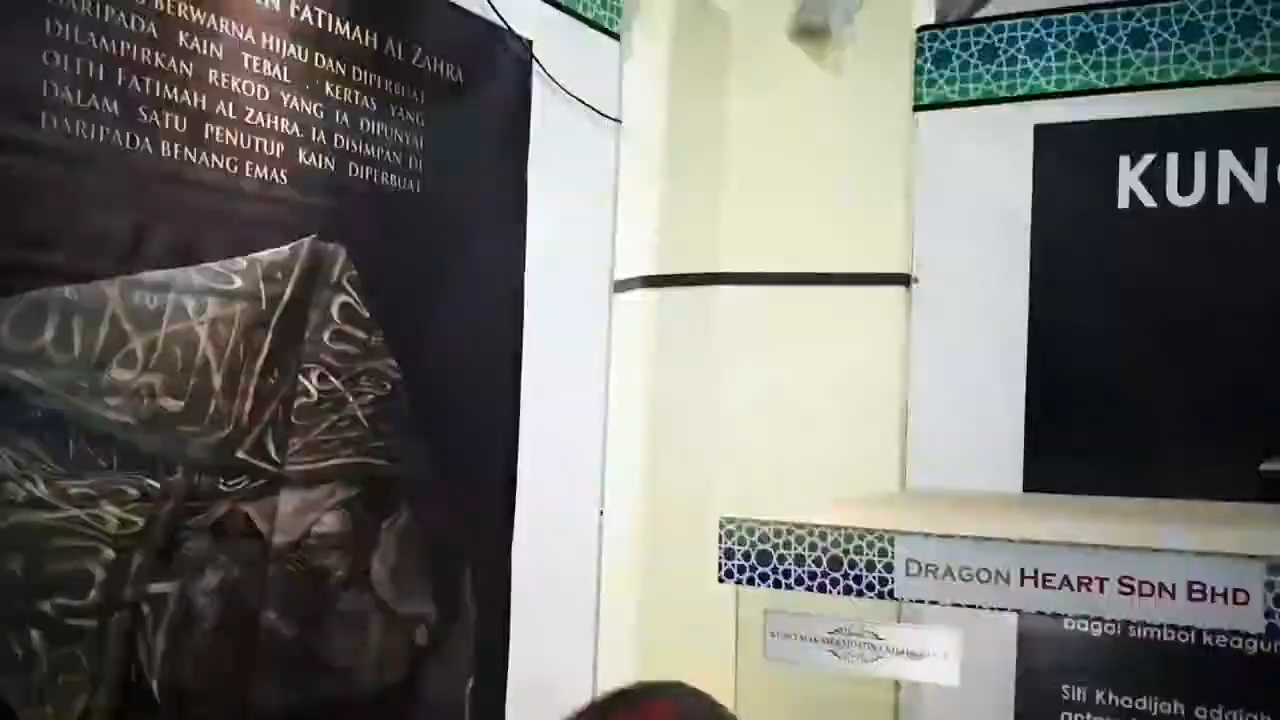 FATIMAH AL ZAHRA
BERWARNA HIJAU DAN DIPERBUAT
DARIPADA KAIN TEBAL. KERTAS YANG
DILAMPIRKAN REKOD YANG IA DIPUNYAI
OLEH FATIMAH AL ZAHRA. IA DISIMPAN DI
DALAM SATU PENUTUP KAIN DIPERBUAT
DARIPADA BENANG EMAS
KUN
DRAGON HEART SDN BHD
bagai simbol keagun
Siti Khadijah adalah